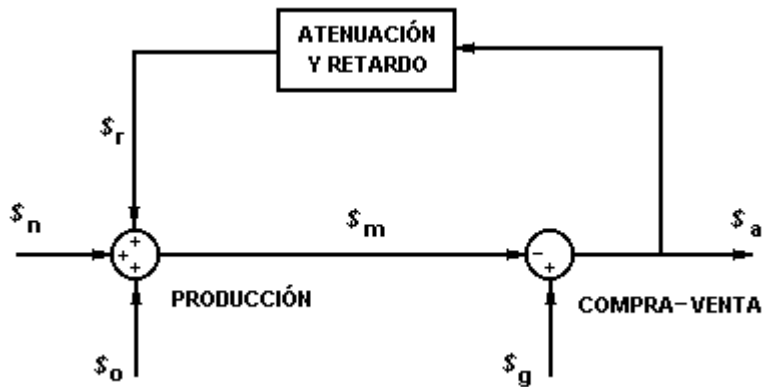 ATENUACIÓN
Y RETARDO
$r
$n
$m
$a
+
+
+
-
+
PRODUCCIÓN
COMPRA-VENTA
$o
$g